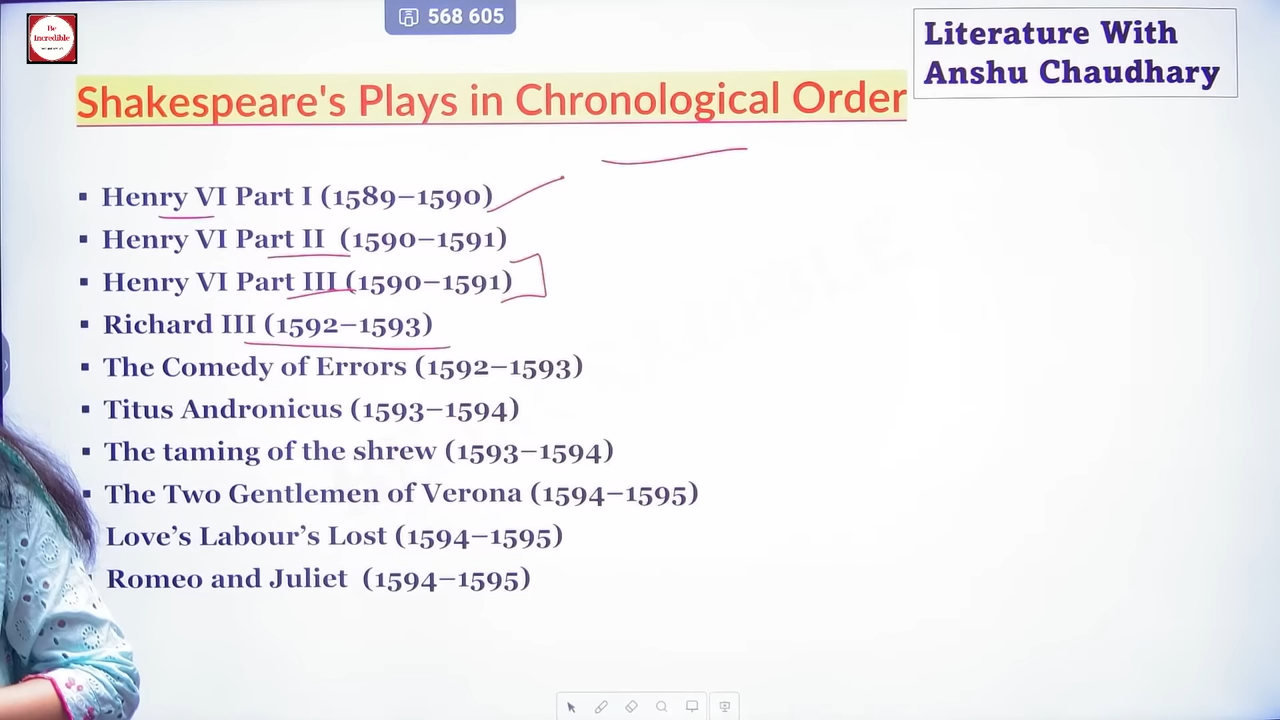 Be
Incredible
568 605
Literature With
Anshu Chaudhary
Shakespeare's Plays in Chronological Order
▪ Henry VI Part I (1589–1590)
▪ Henry VI Part II (1590–1591)
▪ Henry VI Part III (1590–1591)
▪ Richard III (1592–1593)
▪ The Comedy of Errors (1592–1593)
▪ Titus Andronicus (1593–1594)
▪ The taming of the shrew (1593–1594)
▪ The Two Gentlemen of Verona (1594–1595)
Love’s Labour’s Lost (1594–1595)
Romeo and Juliet (1594–1595)